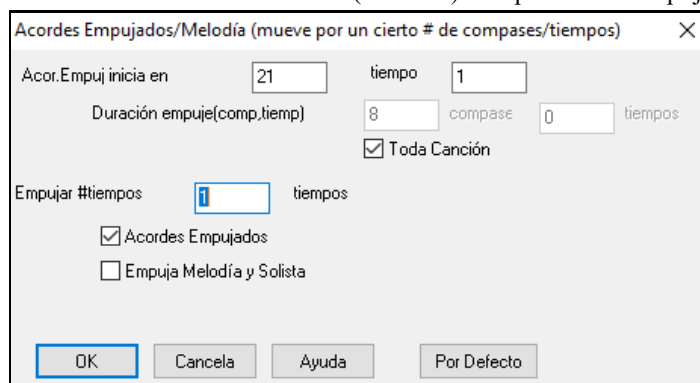 Acordes Empujados/Melodía (mueve por un cierto # de compases/tiempos)
Acor.Empuj inicia en 21 tiempo 1
Duración empuje(comp,tiemp) 8 compase 0 tiempos
Toda Canción
Empujar #tiempos 1 tiempos
Acordes Empujados
Empuja Melodía y Solista
OK Cancela Ayuda Por Defecto